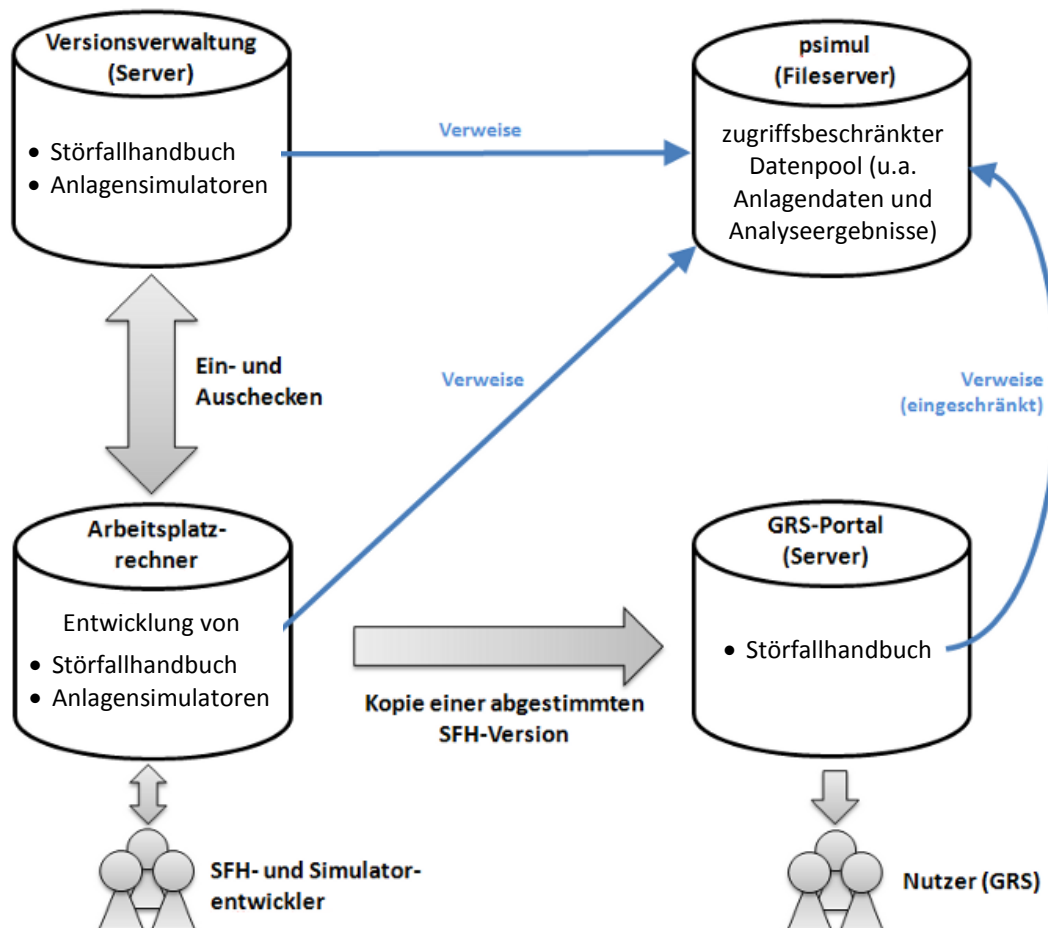 Versionsverwaltung
(Server)
• Störfallhandbuch
• Anlagensimulatoren
Verweise
psimul
(Fileserver)
zugriffsbeschränkter
Datenpool (u.a.
Anlagendaten und
Analyseergebnisse)
Ein- und
Auschecken
Verweise
Verweise
(eingeschränkt)
Arbeitsplatz-
rechner
Entwicklung von
• Störfallhandbuch
• Anlagensimulatoren
Kopie einer abgestimmten
SFH-Version
GRS-Portal
(Server)
• Störfallhandbuch
SFH- und Simulator-
entwickler
Nutzer (GRS)